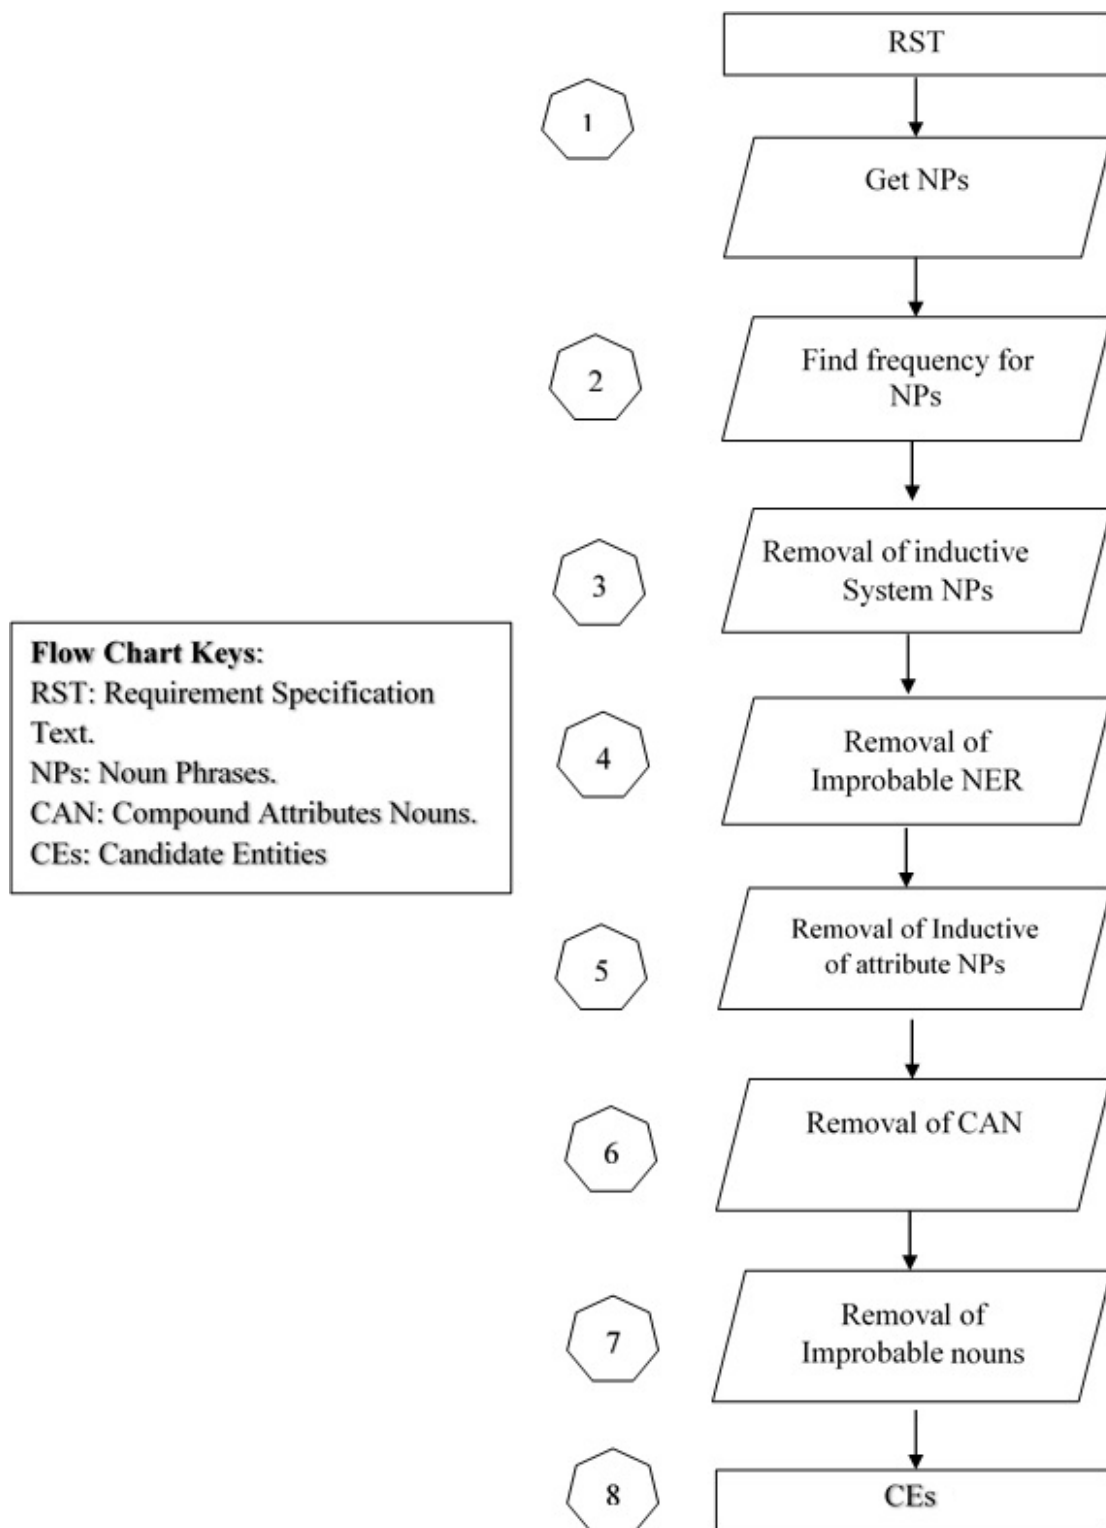 RST
1
Get NPs
2
Find frequency for
NPs
3
Removal of inductive
System NPs
Flow Chart Keys:
RST: Requirement Specification
Text.
NPs: Noun Phrases.
CAN: Compound Attributes Nouns.
CEs: Candidate Entities
4
Removal of
Improbable NER
5
Removal of Inductive
of attribute NPs
6
Removal of CAN
7
Removal of
Improbable nouns
8
CEs